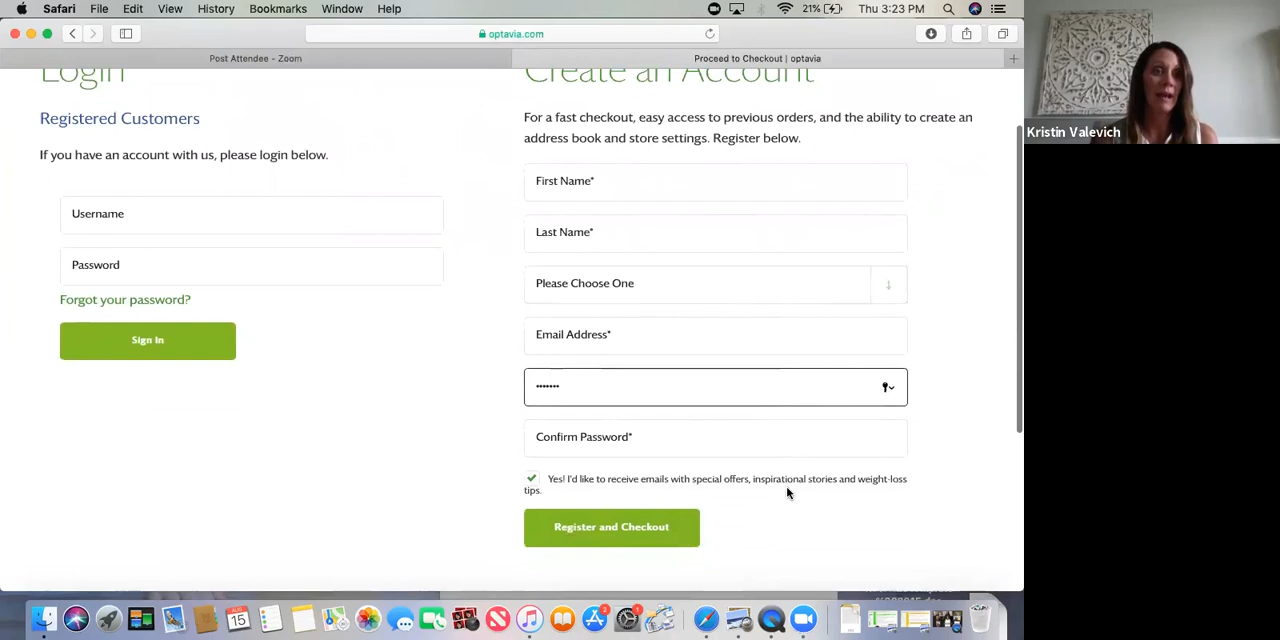 Safari File Edit View History Bookmarks Window Help 21% Thu 3:23 PM
optavia.com
Post Attendee - Zoom
Proceed to Checkout | optavia
Login
Registered Customers
If you have an account with us, please login below.
Username
Password
Forgot your password?
Sign In
Create an Account
For a fast checkout, easy access to previous orders, and the ability to create an
address book and store settings. Register below.
First Name*
Last Name*
Please Choose One
Email Address*
•••••••
Confirm Password*
Yes! I'd like to receive emails with special offers, inspirational stories and weight-loss
tips.
Register and Checkout
Kristin Valevich
AUG
15
2
1